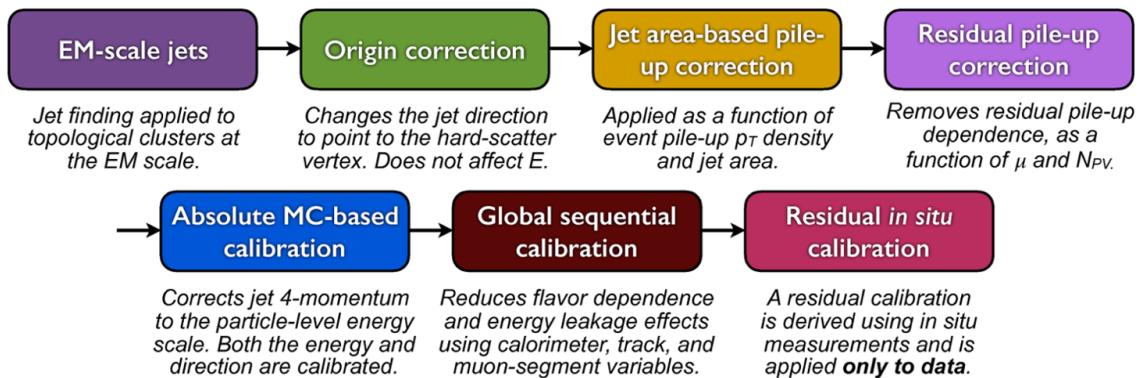 EM-scale jets
Jet finding applied to
topological clusters at
the EM scale.
Origin correction
Changes the jet direction
to point to the hard-scatter
vertex. Does not affect E.
Jet area-based pile-
up correction
Applied as a function of
event pile-up pT density
and jet area.
Residual pile-up
correction
Removes residual pile-up
dependence, as a
function of μ and NPV.
Absolute MC-based
calibration
Corrects jet 4-momentum
to the particle-level energy
scale. Both the energy and
direction are calibrated.
Global sequential
calibration
Reduces flavor dependence
and energy leakage effects
using calorimeter, track, and
muon-segment variables.
Residual in situ
calibration
A residual calibration
is derived using in situ
measurements and is
applied only to data.